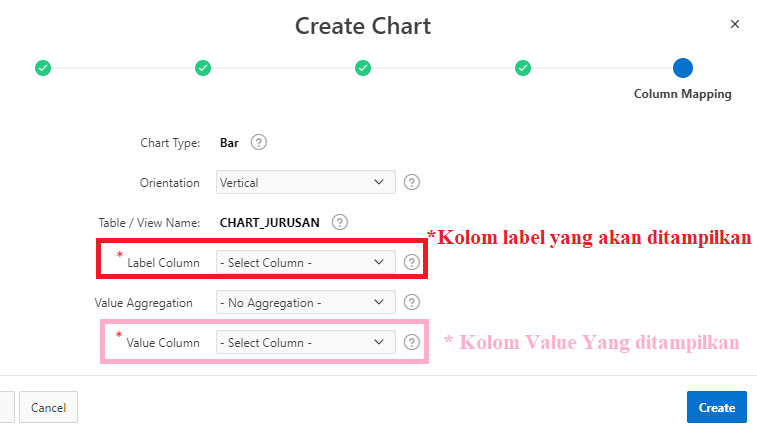 Create Chart
×
Column Mapping
Chart Type: Bar ?
Orientation Vertical ?
Table / View Name: CHART_JURUSAN ?
*Kolom label yang akan ditampilkan
* Label Column - Select Column - ?
Value Aggregation - No Aggregation - ?
* Value Column - Select Column - ? * Kolom Value Yang ditampilkan
Cancel Create